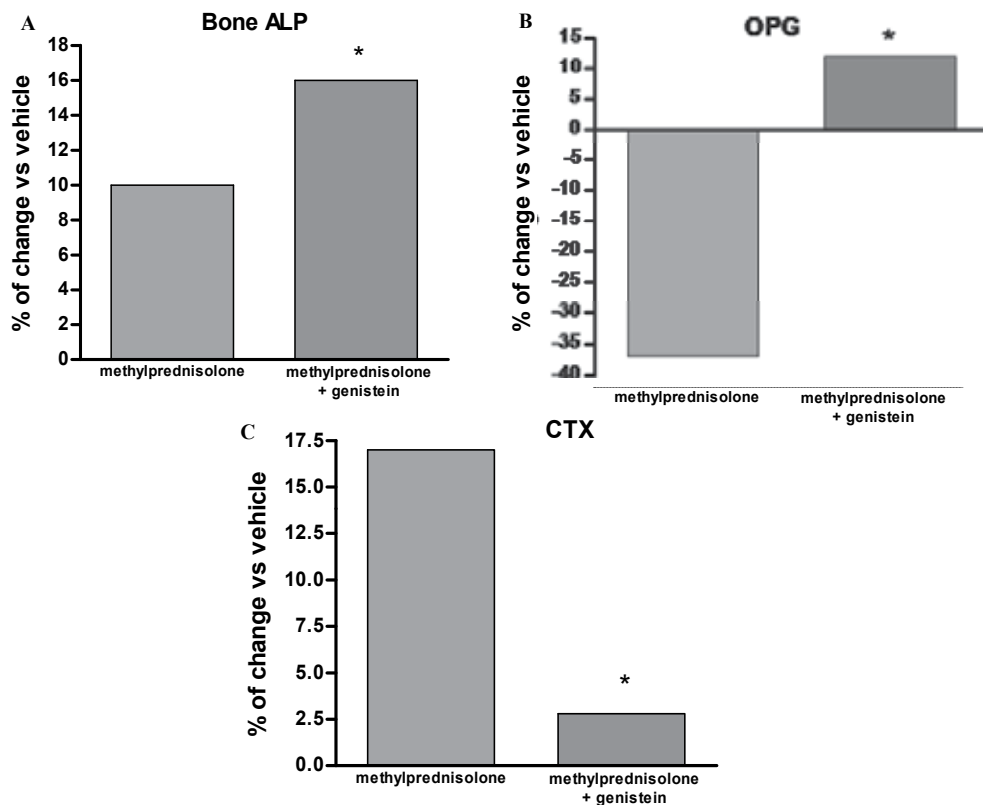 A
Bone ALP
% of change vs vehicle
18
16
14
12
10
8
6
4
2
0
*
methylprednisolone
methylprednisolone
+ genistein
B
OPG
% of change vs vehicle
15
10
5
0
-5
-10
-15
-20
-25
-30
-35
-40
*
methylprednisolone
methylprednisolone
+ genistein
C
CTX
% of change vs vehicle
17.5
15.0
12.5
10.0
7.5
5.0
2.5
0.0
*
methylprednisolone
methylprednisolone
+ genistein